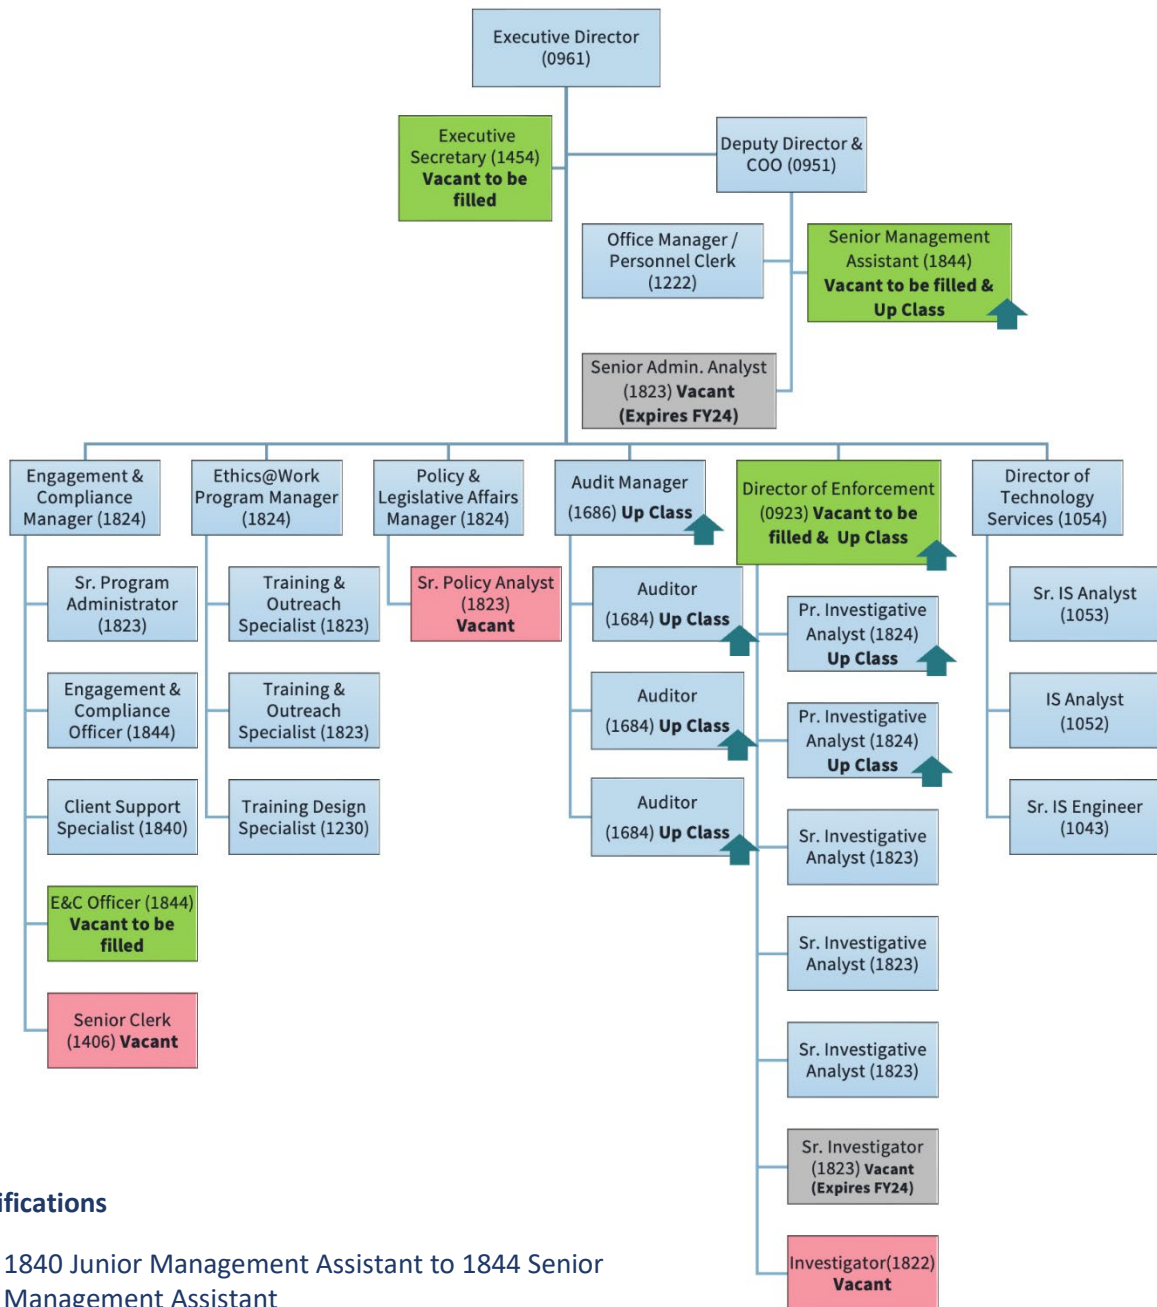 Executive Director
(0961)
Executive
Secretary (1454)
Vacant to be
filled
Deputy Director &
COO (0951)
Office Manager /
Personnel Clerk
(1222)
Senior Management
Assistant (1844)
Vacant to be filled &
Up Class
Senior Admin. Analyst
(1823) Vacant
(Expires FY24)
Engagement &
Compliance
Manager (1824)
Ethics@Work
Program Manager
(1824)
Policy &
Legislative Affairs
Manager (1824)
Audit Manager
(1686) Up Class
Director of Enforcement
(0923) Vacant to be
filled & Up Class
Director of
Technology
Services (1054)
Sr. Program
Administrator
(1823)
Engagement &
Compliance
Officer (1844)
Client Support
Specialist (1840)
E&C Officer (1844)
Vacant to be
filled
Senior Clerk
(1406) Vacant
Training &
Outreach
Specialist (1823)
Training &
Outreach
Specialist (1823)
Training Design
Specialist (1230)
Sr. Policy Analyst
(1823)
Vacant
Auditor
(1684) Up Class
Auditor
(1684) Up Class
Auditor
(1684) Up Class
Pr. Investigative
Analyst (1824)
Up Class
Pr. Investigative
Analyst (1824)
Up Class
Sr. Investigative
Analyst (1823)
Sr. Investigative
Analyst (1823)
Sr. Investigative
Analyst (1823)
Sr. Investigator
(1823) Vacant
(Expires FY24)
Investigator(1822)
Vacant
Sr. IS Analyst
(1053)
IS Analyst
(1052)
Sr. IS Engineer
(1043)
ifications
1840 Junior Management Assistant to 1844 Senior
Management Assistant